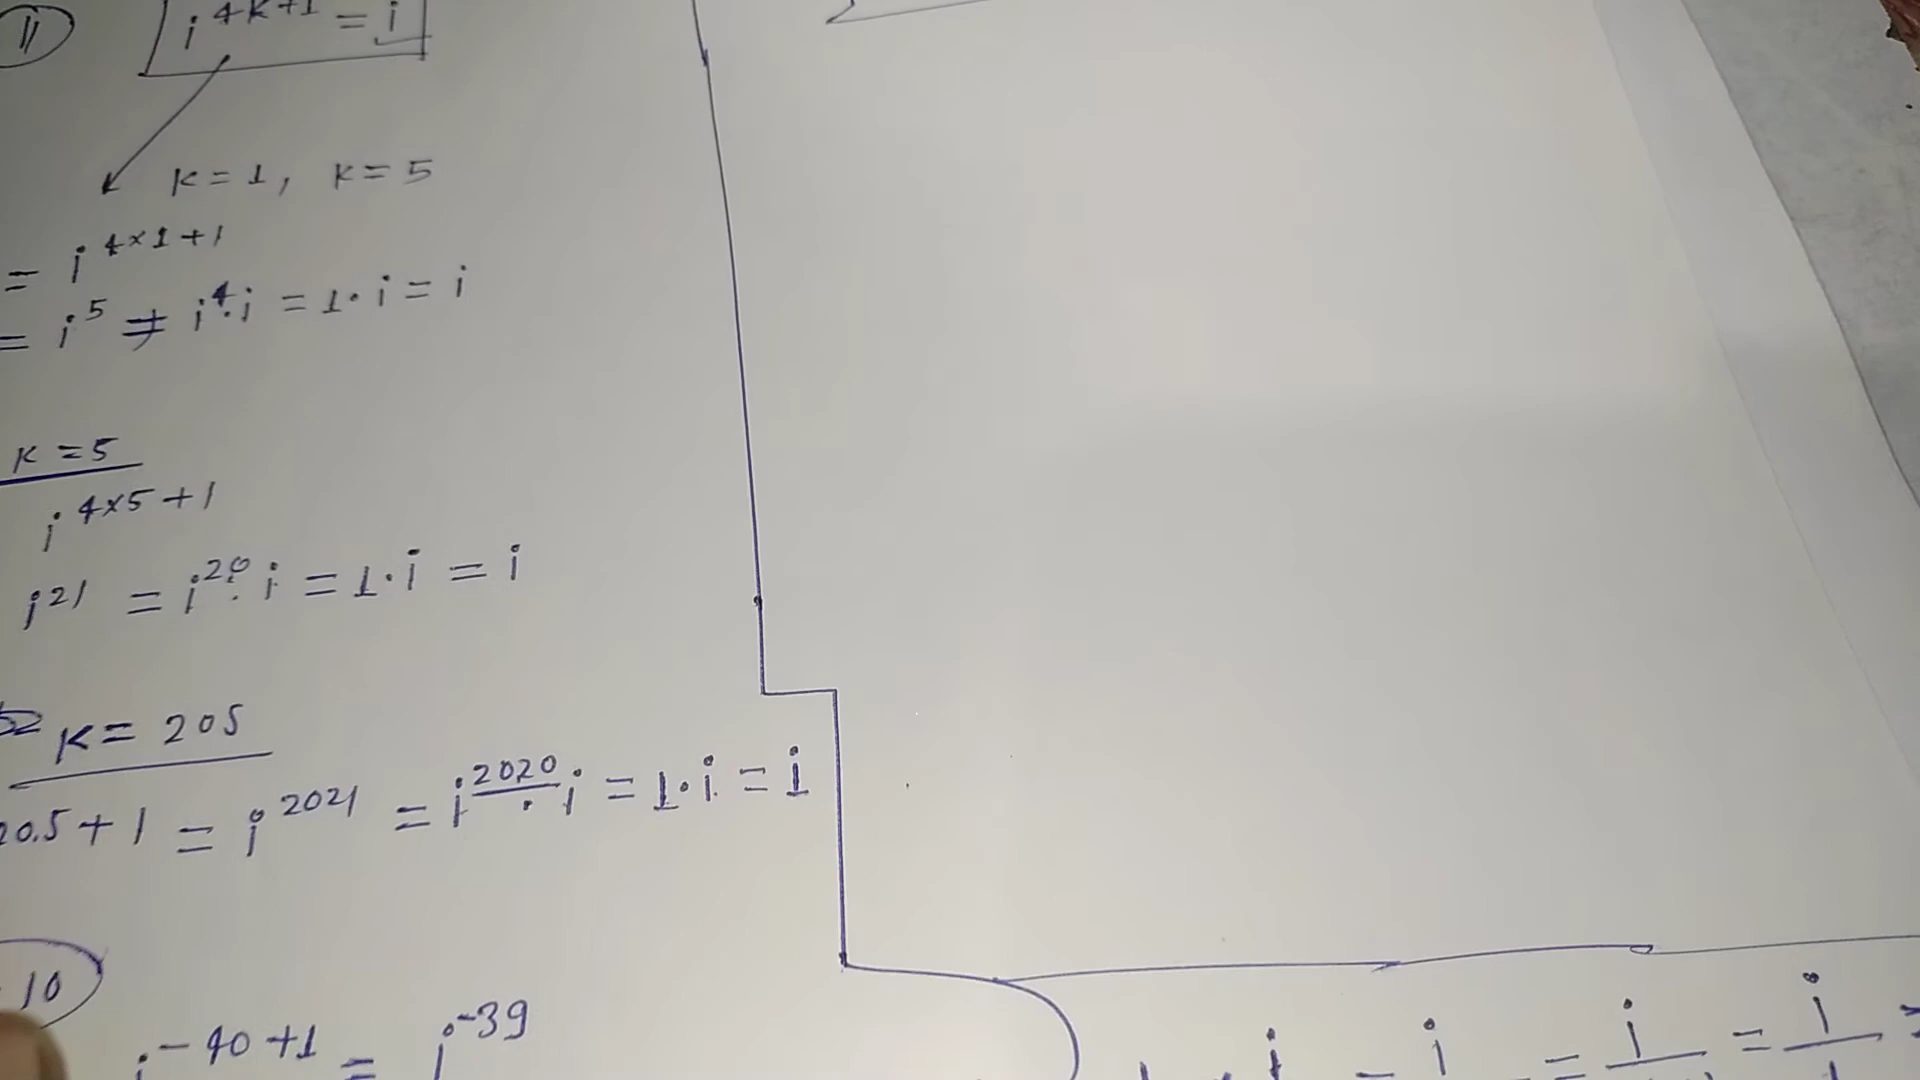 11
i^{4k+1} = i
k=1, k=5
= i^{4×1+1}
= i^5 = i^4·i = 1·i = i
k=5
i^{4×5+1}
i^{21} = i^{20}·i = 1·i = i
k= 205
20.5+1 = i^{2021} = i^{2020}·i = 1·i = i
10
i^{-40+1} = i^{-39}
i = i = i = i